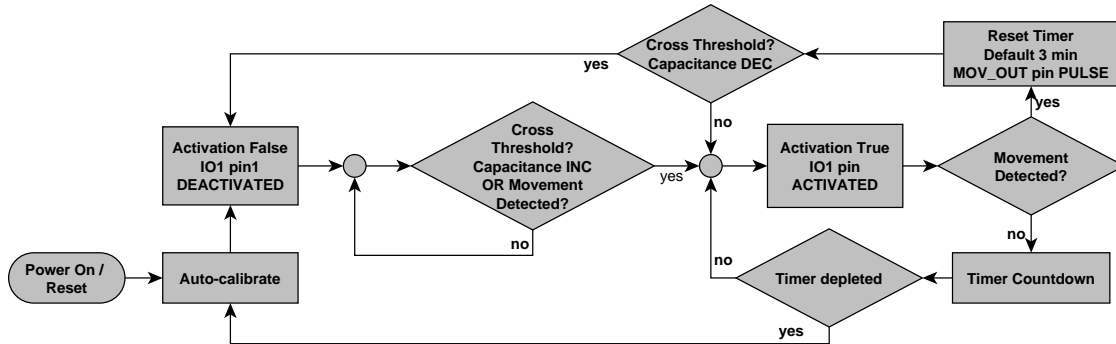 Cross Threshold?
Capacitance DEC
yes
no
Reset Timer
Default 3 min
MOV_OUT pin PULSE
yes
Activation False
IO1 pin1
DEACTIVATED
Cross
Threshold?
Capacitance INC
OR Movement
Detected?
yes
no
Activation True
IO1 pin
ACTIVATED
Movement
Detected?
no
Power On /
Reset
Auto-calibrate
no
Timer depleted
yes
Timer Countdown